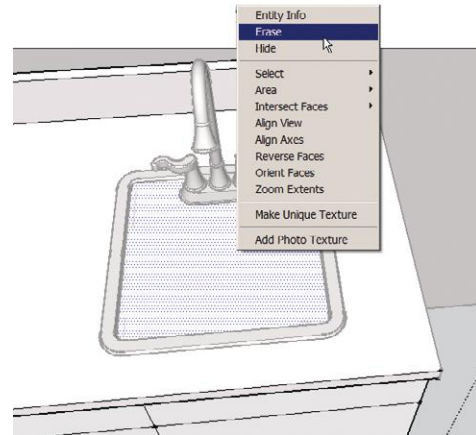 Entity Info
Erase
Hide
Select
Area
Intersect Faces
Align View
Align Axes
Reverse Faces
Orient Faces
Zoom Extents
Make Unique Texture
Add Photo Texture